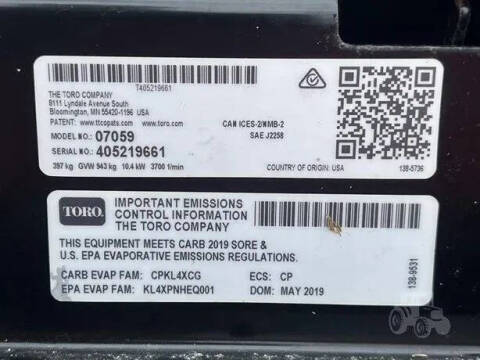 T405219661
THE TORO COMPANY
8111 Lyndale Avenue South
Bloomington, MN 55420-1196 USA
PATENT: www.ttcopats.com www.toro.com
CAN ICES-2/NMB-2
MODEL NO.: 07059
SAE J2258
SERIAL NO.: 405219661
397 kg GVW 943 kg 10.4 kW 3700 1/min
138-5736
TORO
IMPORTANT EMISSIONS
CONTROL INFORMATION
THE TORO COMPANY
THIS EQUIPMENT MEETS CARB 2019 SORE &
U.S. EPA EVAPORATIVE EMISSIONS REGULATIONS.
CARB EVAP FAM: CPKL4XCG ECS: CP
EPA EVAP FAM: KL4XPNHEQ001 DOM: MAY 2019
138-9531